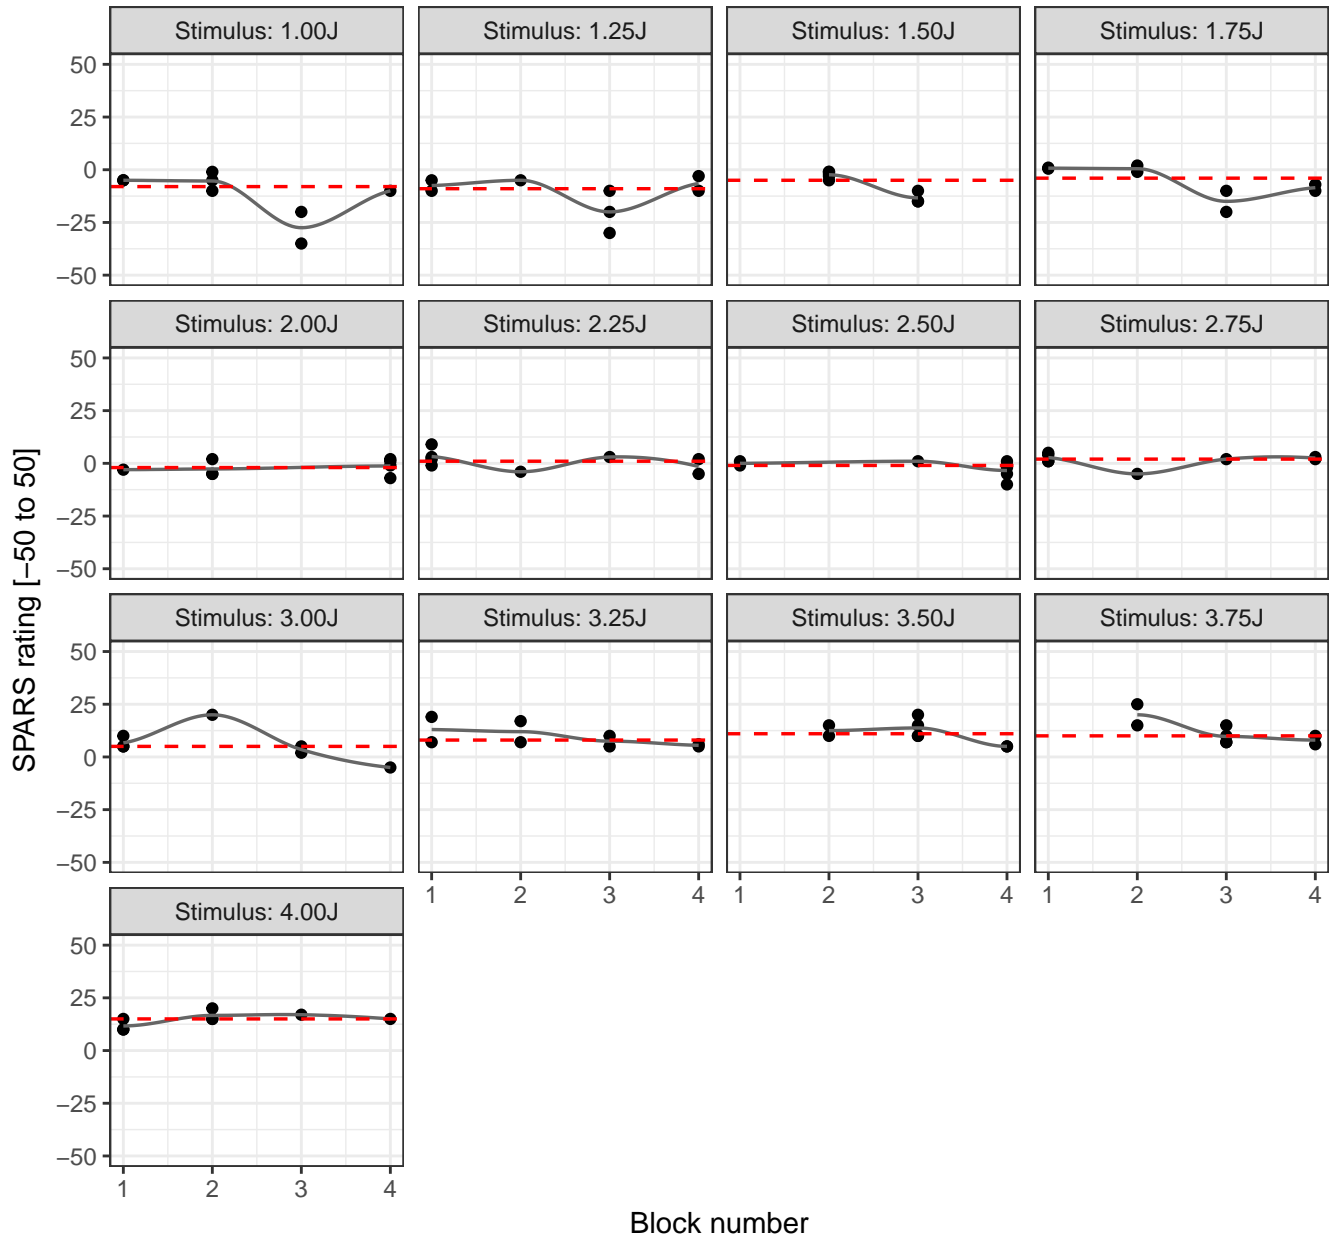 Stimulus: 1.00J
Stimulus: 1.25J
Stimulus: 1.50J
Stimulus: 1.75J
50
25
0
−25
−50
Stimulus: 2.00J
Stimulus: 2.25J
Stimulus: 2.50J
Stimulus: 2.75J
50
25
0
−25
−50
SPARS rating [−50 to 50]
Stimulus: 3.00J
Stimulus: 3.25J
Stimulus: 3.50J
Stimulus: 3.75J
50
25
0
−25
−50
1 2 3 4
1 2 3 4
1 2 3 4
Stimulus: 4.00J
50
25
0
−25
−50
1 2 3 4
Block number